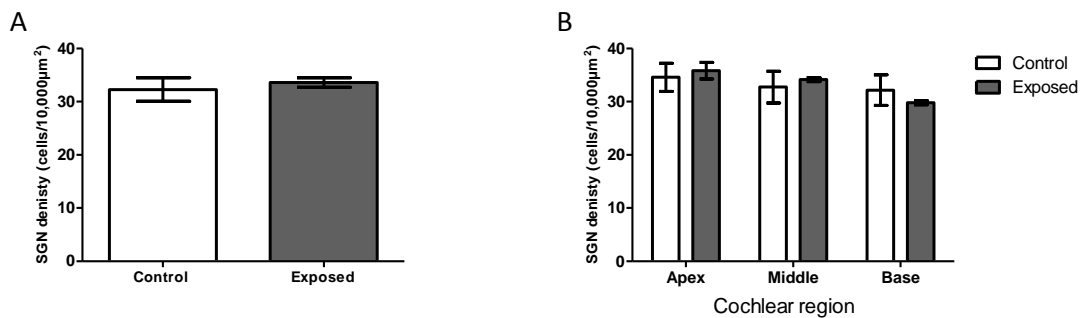 A
SGN denisty (cells/10,000µm²)
40
30
20
10
0
Control
Exposed
B
SGN denisty (cells/10,000µm²)
40
30
20
10
0
Apex
Middle
Base
Cochlear region
Control
Exposed